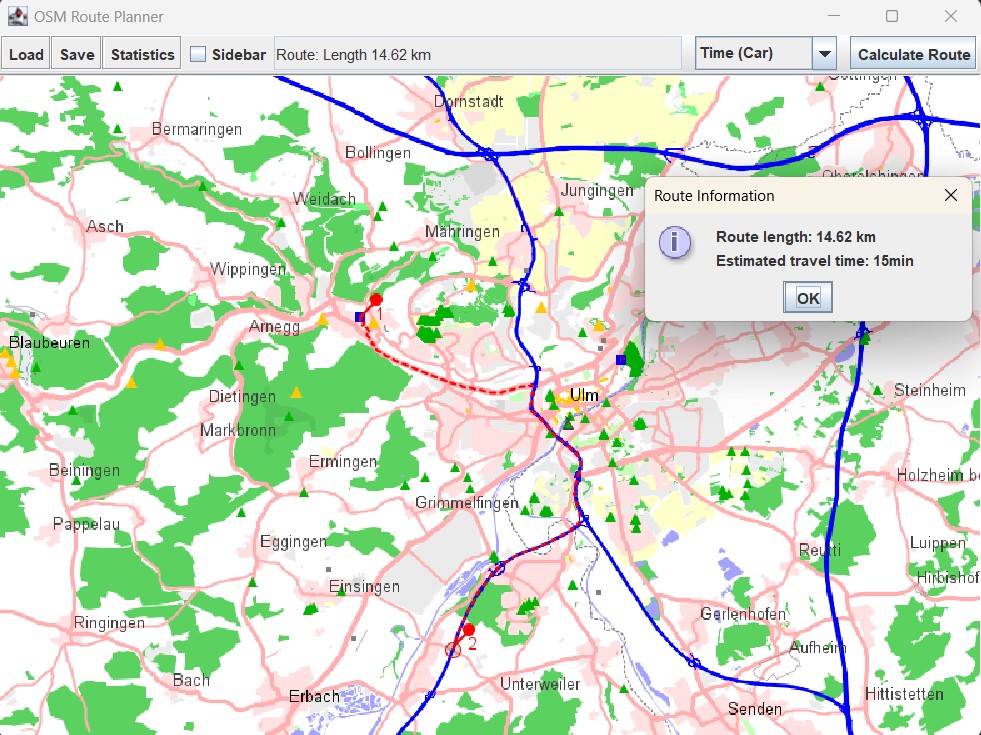 OSM Route Planner
Load
Save
Statistics
Sidebar
Route: Length 14.62 km
Time (Car)
Calculate Route
Dornstadt
Bermaringen
Bollingen
Jungingen
Weidach
Asch
Mähringen
Wippingen
Route Information
Route length: 14.62 km
Estimated travel time: 15min
OK
1
Arnegg
Blaubeuren
Dietingen
Ulm
Steinheim
Markbronn
Ermingen
Beiningen
Holzheim b
Grimmelfingen
Pappelau
Eggingen
Reutti
Luippen
Einsingen
Hirbishof
Gerlenhofen
Ringingen
2
Aufheim
Bach
Unterweiler
Erbach
Hittistetten
Senden